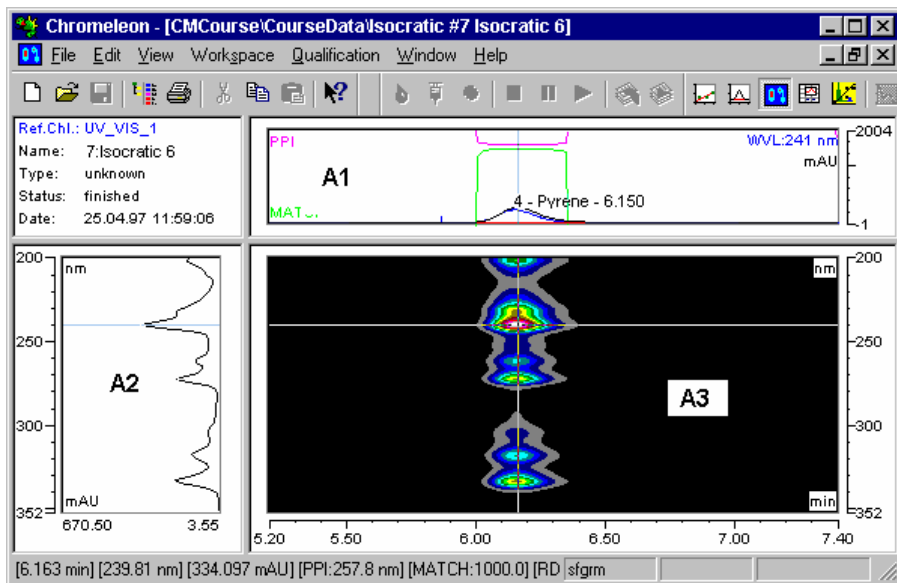 Chromeleon - [CMCourse\CourseData\Isocratic #7 Isocratic 6]
File Edit View Workspace Qualification Window Help
Ref.Chl.: UV_VIS_1
Name: 7:Isocratic 6
Type: unknown
Status: finished
Date: 25.04.97 11:59:06
PPI
WVL:241 nm
2004
mAU
A1
4 - Pyrene - 6.150
-1
200
nm
250
A2
300
mAU
352
670.50 3.55
nm
200
250
A3
300
min
352
5.20 5.50 6.00 6.50 7.00 7.40
[6.163 min] [239.81 nm] [334.097 mAU] [PPI:257.8 nm] [MATCH:1000.0] [RD sfgrm